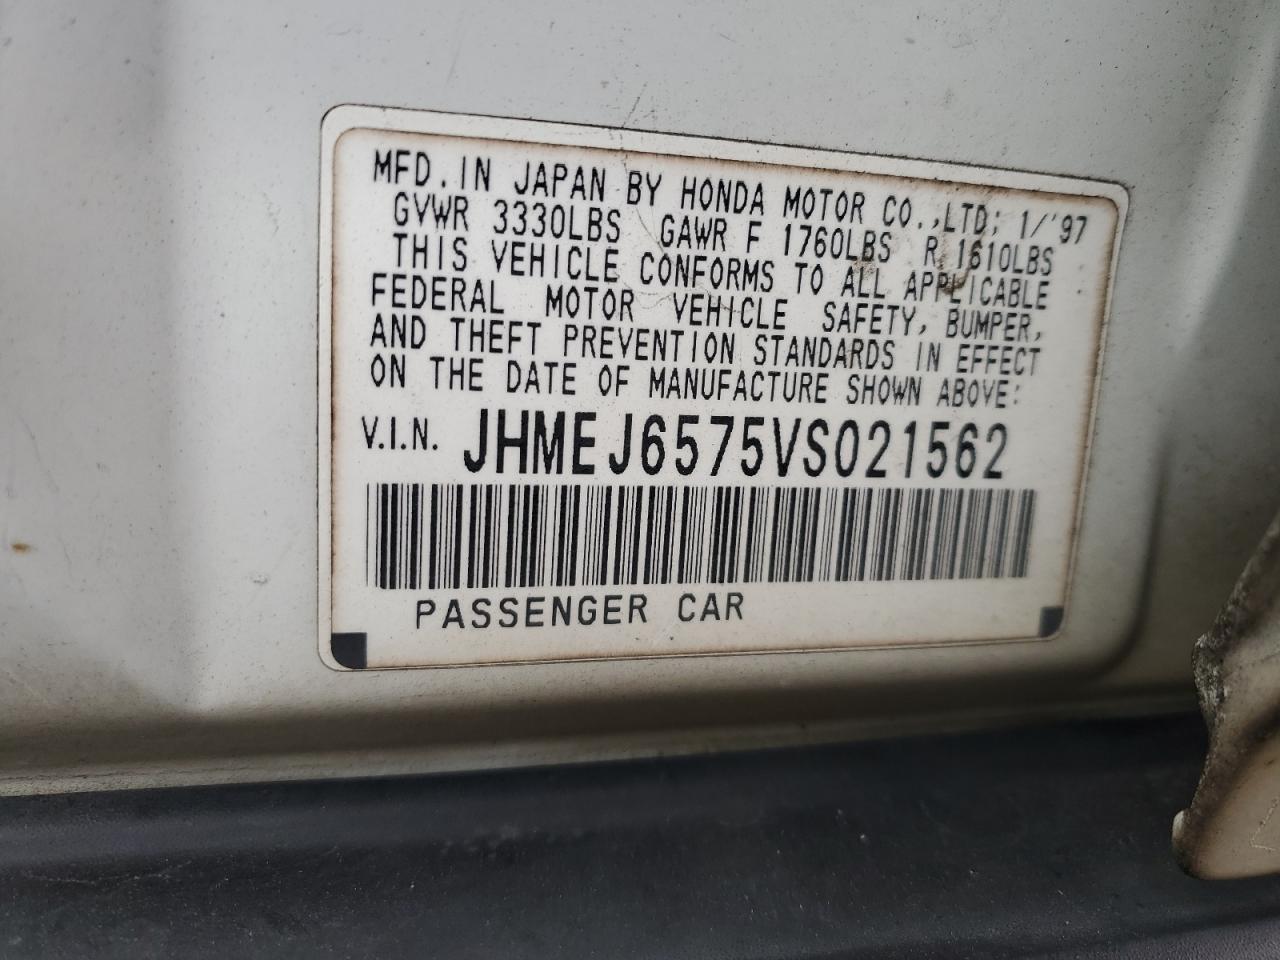 MFD. IN JAPAN BY HONDA MOTOR CO.,LTD; 1/'97
GVWR 3330LBS GAWR F 1760LBS R 1610LBS
THIS VEHICLE CONFORMS TO ALL APPLICABLE
FEDERAL MOTOR VEHICLE SAFETY, BUMPER,
AND THEFT PREVENTION STANDARDS IN EFFECT
ON THE DATE OF MANUFACTURE SHOWN ABOVE:
V.I.N. JHMEJ6575VS021562
PASSENGER CAR